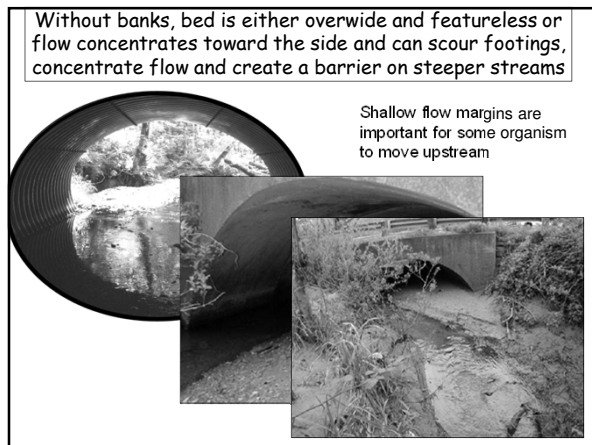 Without banks, bed is either overwide and featureless or
flow concentrates toward the side and can scour footings,
concentrate flow and create a barrier on steeper streams
Shallow flow margins are
important for some organism
to move upstream